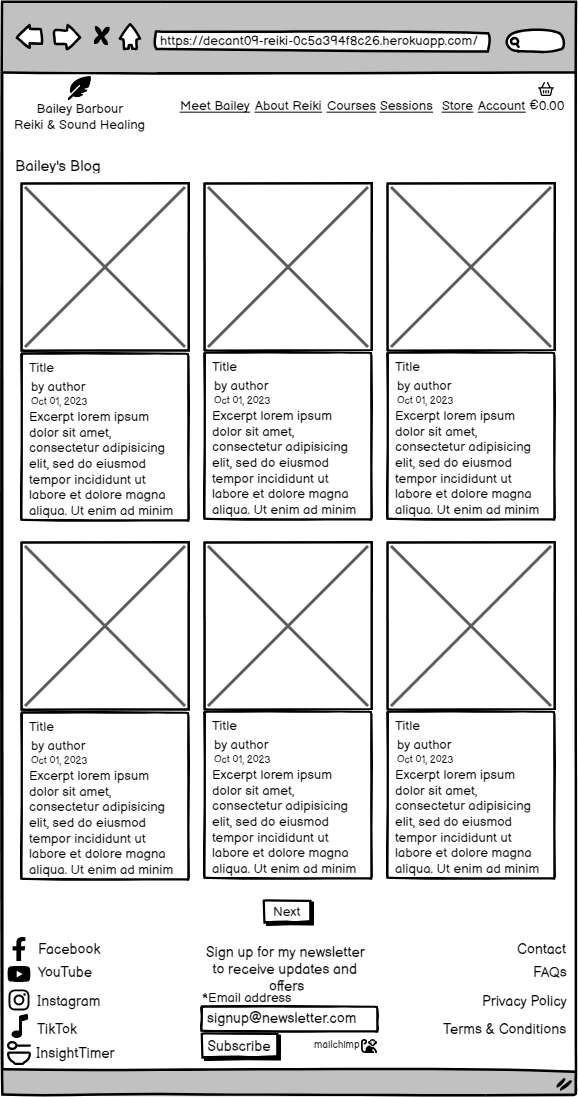 https://decant09-reiki-0c5a394f8c26.herokuapp.com/
Bailey Barbour
Reiki & Sound Healing
Meet Bailey About Reiki Courses Sessions Store Account €0.00
Bailey's Blog
Title
by author
Oct 01, 2023
Excerpt lorem ipsum
dolor sit amet,
consectetur adipisicing
elit, sed do eiusmod
tempor incididunt ut
labore et dolore magna
aliqua. Ut enim ad minim
Title
by author
Oct 01, 2023
Excerpt lorem ipsum
dolor sit amet,
consectetur adipisicing
elit, sed do eiusmod
tempor incididunt ut
labore et dolore magna
aliqua. Ut enim ad minim
Title
by author
Oct 01, 2023
Excerpt lorem ipsum
dolor sit amet,
consectetur adipisicing
elit, sed do eiusmod
tempor incididunt ut
labore et dolore magna
aliqua. Ut enim ad minim
Title
by author
Oct 01, 2023
Excerpt lorem ipsum
dolor sit amet,
consectetur adipisicing
elit, sed do eiusmod
tempor incididunt ut
labore et dolore magna
aliqua. Ut enim ad minim
Title
by author
Oct 01, 2023
Excerpt lorem ipsum
dolor sit amet,
consectetur adipisicing
elit, sed do eiusmod
tempor incididunt ut
labore et dolore magna
aliqua. Ut enim ad minim
Title
by author
Oct 01, 2023
Excerpt lorem ipsum
dolor sit amet,
consectetur adipisicing
elit, sed do eiusmod
tempor incididunt ut
labore et dolore magna
aliqua. Ut enim ad minim
Next
Facebook
YouTube
Instagram
TikTok
InsightTimer
Sign up for my newsletter
to receive updates and
offers
*Email address
signup@newsletter.com
Subscribe
mailchimp
Contact
FAQs
Privacy Policy
Terms & Conditions